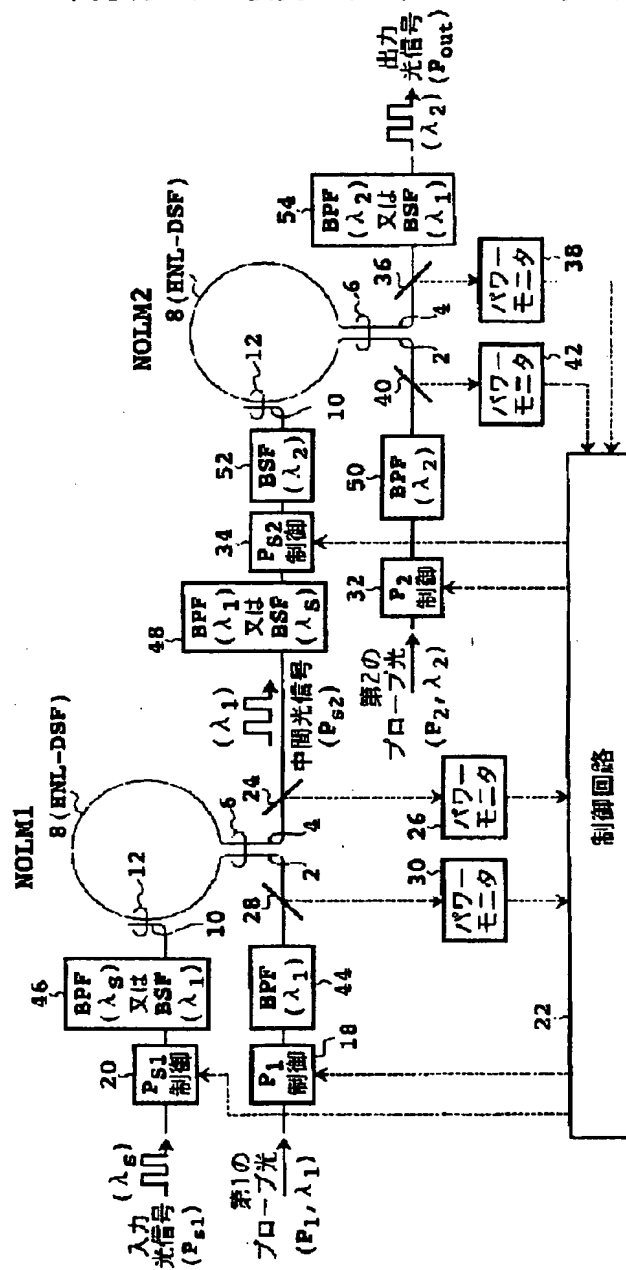 NOLM1
8(HNL-DSF)
12
6
10
2
4
NOLM2
8(HNL-DSF)
12
6
10
2
4
入力
光信号
(Ps1)
(λs)
20
Ps1
制御
46
BPF
(λs)
又は
BSF
(λ1)
第1の
プローブ光
(P1, λ1)
18
P1
制御
44
BPF
(λ1)
28
24
30
パワー
モニタ
26
パワー
モニタ
(λ1)
中間光信号
(Ps2)
48
BPF
(λ1)
又は
BSF
(λs)
34
Ps2
制御
52
BSF
(λ2)
第2の
プローブ光
(P2, λ2)
32
P2
制御
50
BPF
(λ2)
40
36
42
パワー
モニタ
38
パワー
モニタ
54
BPF
(λ2)
又は
BSF
(λ1)
(λ2)
出力
光信号
(Pout)
22
制御回路